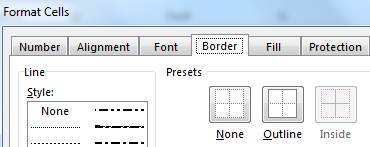 Format Cells
Number Alignment Font Border Fill Protection
Line Presets
Style:
None
None Outline Inside